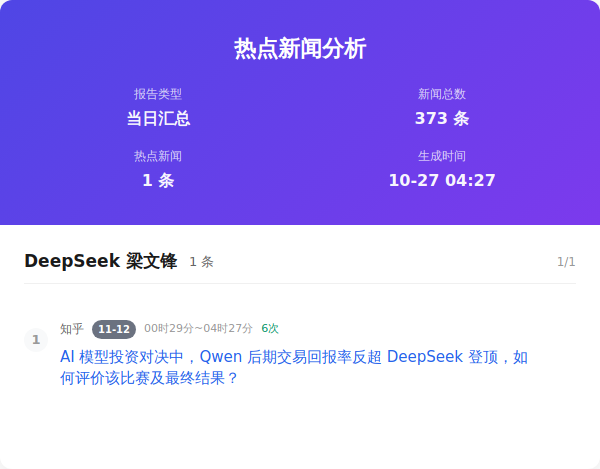 热点新闻分析
报告类型
新闻总数
当日汇总
373 条
热点新闻
生成时间
1 条
10-27 04:27
DeepSeek 梁文锋 1 条 1/1
1
知乎 11-12 00时29分~04时27分 6次
AI 模型投资对决中，Qwen 后期交易回报率反超 DeepSeek 登顶，如
何评价该比赛及最终结果？